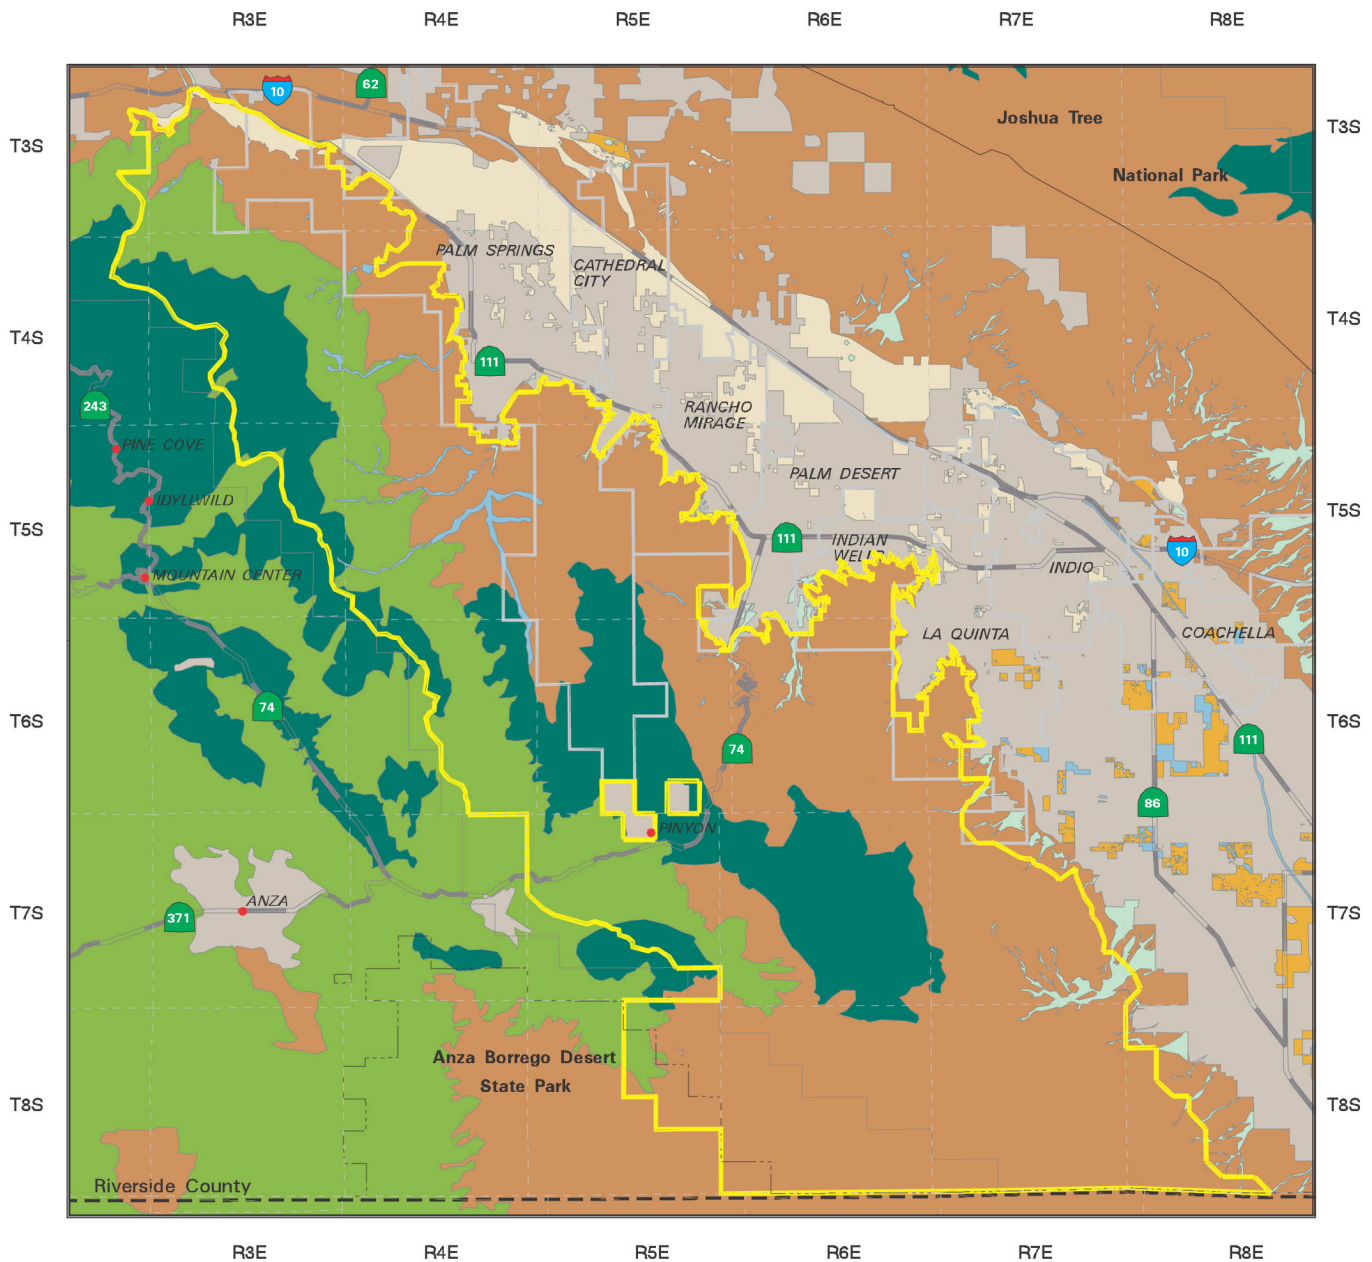 R3E R4E R5E R6E R7E R8E
10
62
Joshua Tree
T3S
T3S
National Park
PALM SPRINGS
CATHEDRAL
CITY
T4S
T4S
111
243
RANCHO
MIRAGE
PINE COVE
PALM DESERT
IDYLLWILD
T5S
T5S
111
INDIAN
WELLS
10
INDIO
MOUNTAIN CENTER
LA QUINTA
COACHELLA
74
T6S
T6S
74
111
86
PINYON
ANZA
371
T7S
T7S
Anza Borrego Desert
State Park
T8S
T8S
Riverside County
R3E R4E R5E R6E R7E R8E